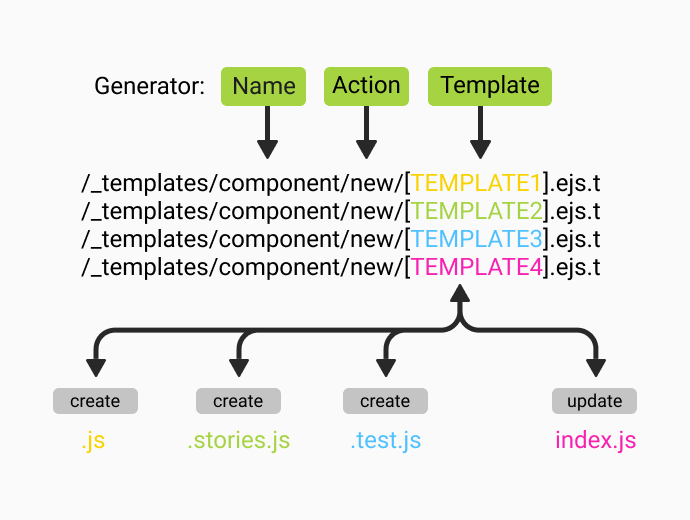 Generator: Name Action Template
/_templates/component/new/[TEMPLATE1].ejs.t
/_templates/component/new/[TEMPLATE2].ejs.t
/_templates/component/new/[TEMPLATE3].ejs.t
/_templates/component/new/[TEMPLATE4].ejs.t
create create create update
.js .stories.js .test.js index.js